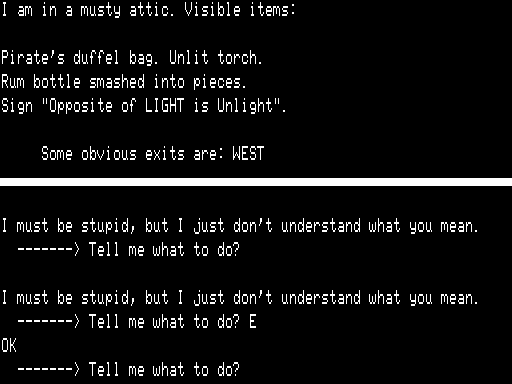 I am in a musty attic. Visible items:
Pirate's duffel bag. Unlit torch.
Rum bottle smashed into pieces.
Sign "Opposite of LIGHT is Unlight".
Some obvious exits are: WEST
I must be stupid, but I just don't understand what you mean.
-------> Tell me what to do?
I must be stupid, but I just don't understand what you mean.
-------> Tell me what to do? E
OK
-------> Tell me what to do?